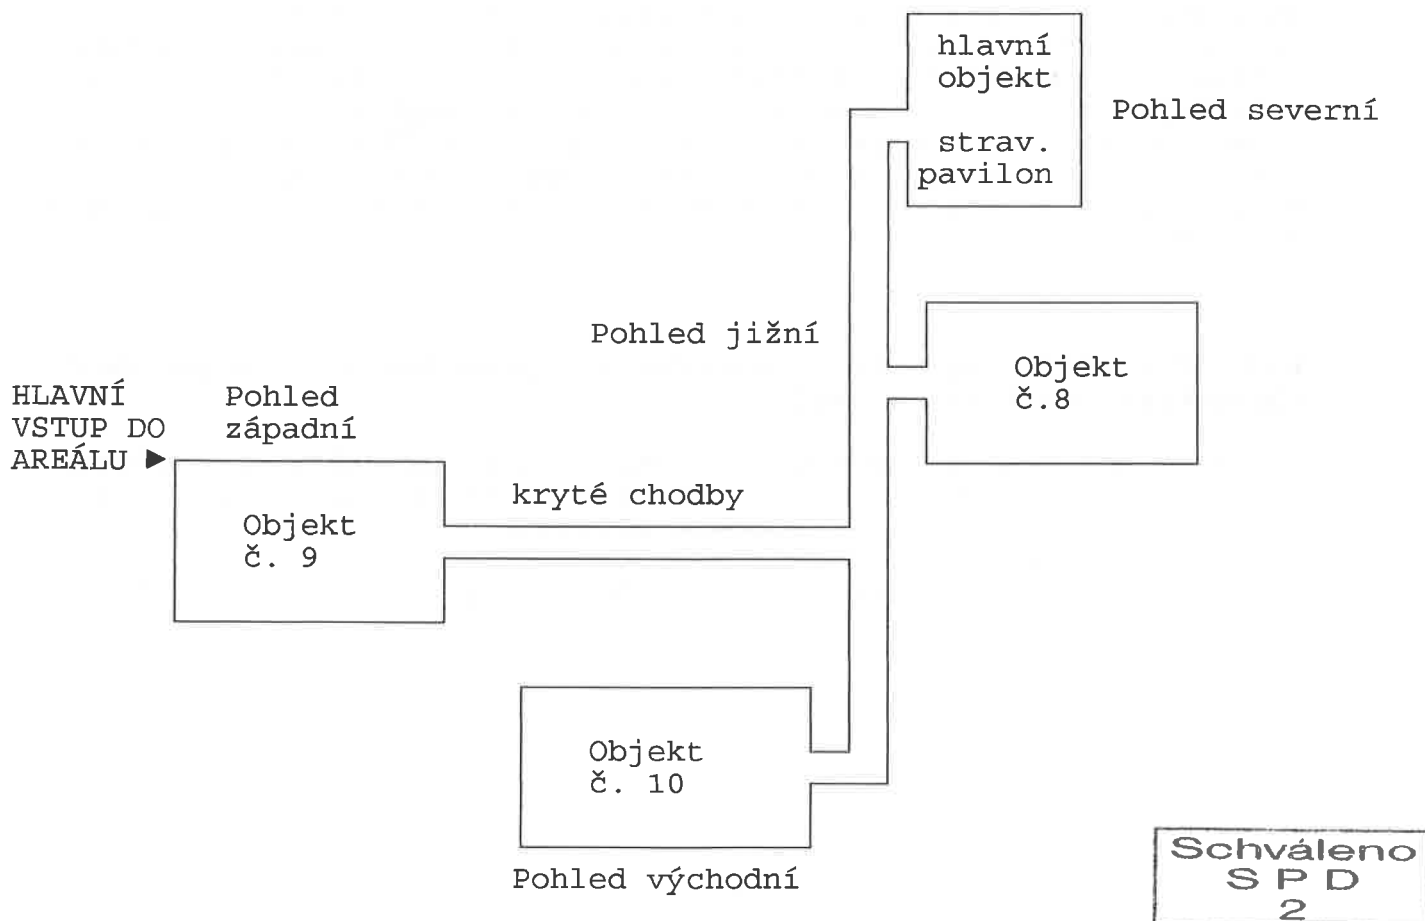 hlavní
objekt
strav.
pavilon
Pohled severní
Pohled jižní
Objekt
č.8
HLAVNÍ
VSTUP DO
AREÁLU ▶
Pohled
západní
kryté chodby
Objekt
č. 9
Objekt
č. 10
Pohled východní
Schváleno
S P D
2